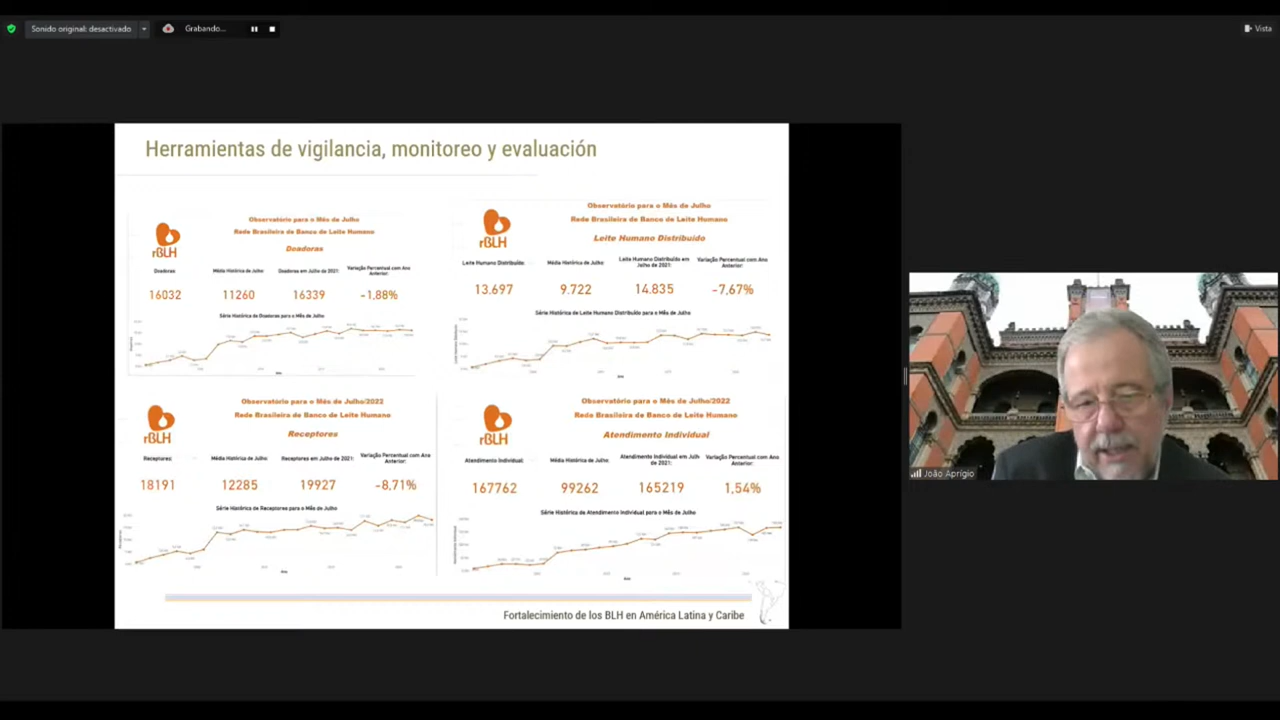 Sonido original: desactivado
Grabando...
Vista
Herramientas de vigilancia, monitoreo y evaluación
rBLH
Observatório para o Mês de Julho
Rede Brasileira de Banco de Leite Humano
Doadoras
Doadoras
Média Histórica de Julho:
Doadoras em Julho de 2021:
Variação Percentual com Ano
Anterior:
16032
11260
16339
-1,88%
Série Histórica de Doadoras para o Mês de Julho
rBLH
Observatório para o Mês de Julho
Rede Brasileira de Banco de Leite Humano
Leite Humano Distribuído
Leite Humano Distribuído:
Média Histórica de Julho:
Leite Humano Distribuído em
Julho de 2021:
Variação Percentual com Ano
Anterior:
13.697
9.722
14.835
-7,67%
Série Histórica de Leite Humano Distribuído para o Mês de Julho
rBLH
Observatório para o Mês de Julho/2022
Rede Brasileira de Banco de Leite Humano
Receptores
Receptores:
Média Histórica de Julho:
Receptores em Julho de 2021:
Variação Percentual com Ano
Anterior:
18191
12285
19927
-8,71%
Série Histórica de Receptores para o Mês de Julho
rBLH
Observatório para o Mês de Julho/2022
Rede Brasileira de Banco de Leite Humano
Atendimento Individual
Atendimento Individual:
Média Histórica de Julho:
Atendimento Individual em Julh
de 2021:
Variação Percentual com Ano
Anterior:
167762
99262
165219
1,54%
Série Histórica de Atendimento Individual para o Mês de Julho
Fortalecimiento de los BLH en América Latina y Caribe
João Aprígio